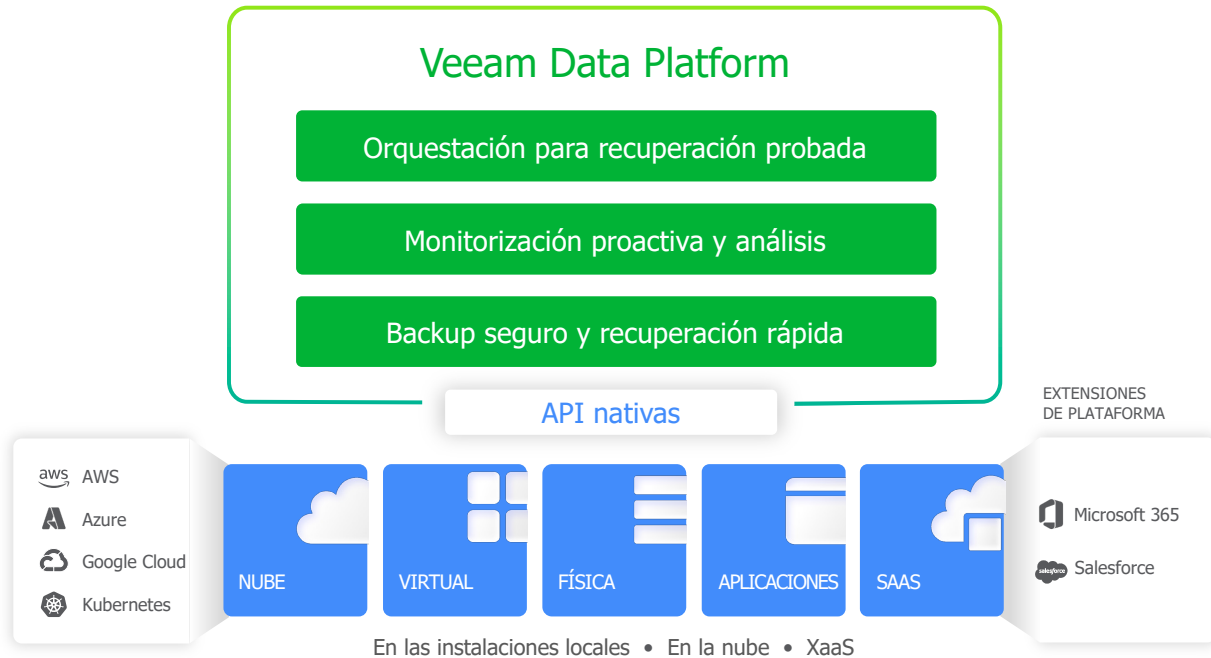 Veeam Data Platform
Orquestación para recuperación probada
Monitorización proactiva y análisis
Backup seguro y recuperación rápida
API nativas
EXTENSIONES
DE PLATAFORMA
aws AWS
Azure
Google Cloud
Kubernetes
NUBE
VIRTUAL
FÍSICA
APLICACIONES
SAAS
Microsoft 365
salesforce Salesforce
En las instalaciones locales • En la nube • XaaS